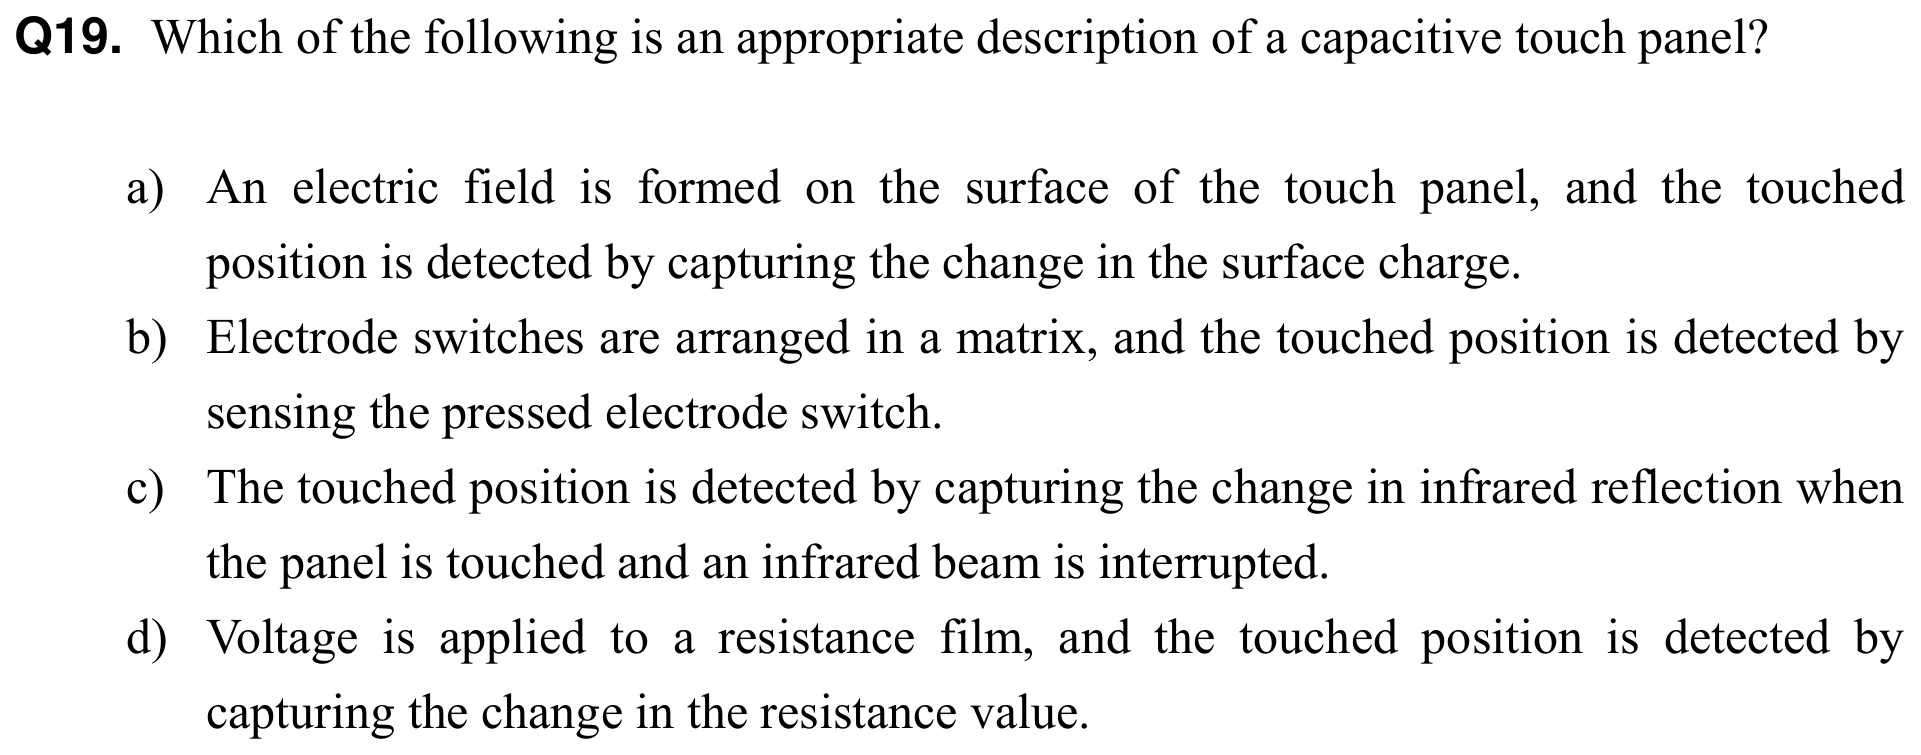 Q19. Which of the following is an appropriate description of a capacitive touch panel?
a) An electric field is formed on the surface of the touch panel, and the touched
position is detected by capturing the change in the surface charge.
b) Electrode switches are arranged in a matrix, and the touched position is detected by
sensing the pressed electrode switch.
c) The touched position is detected by capturing the change in infrared reflection when
the panel is touched and an infrared beam is interrupted.
d) Voltage is applied to a resistance film, and the touched position is detected by
capturing the change in the resistance value.